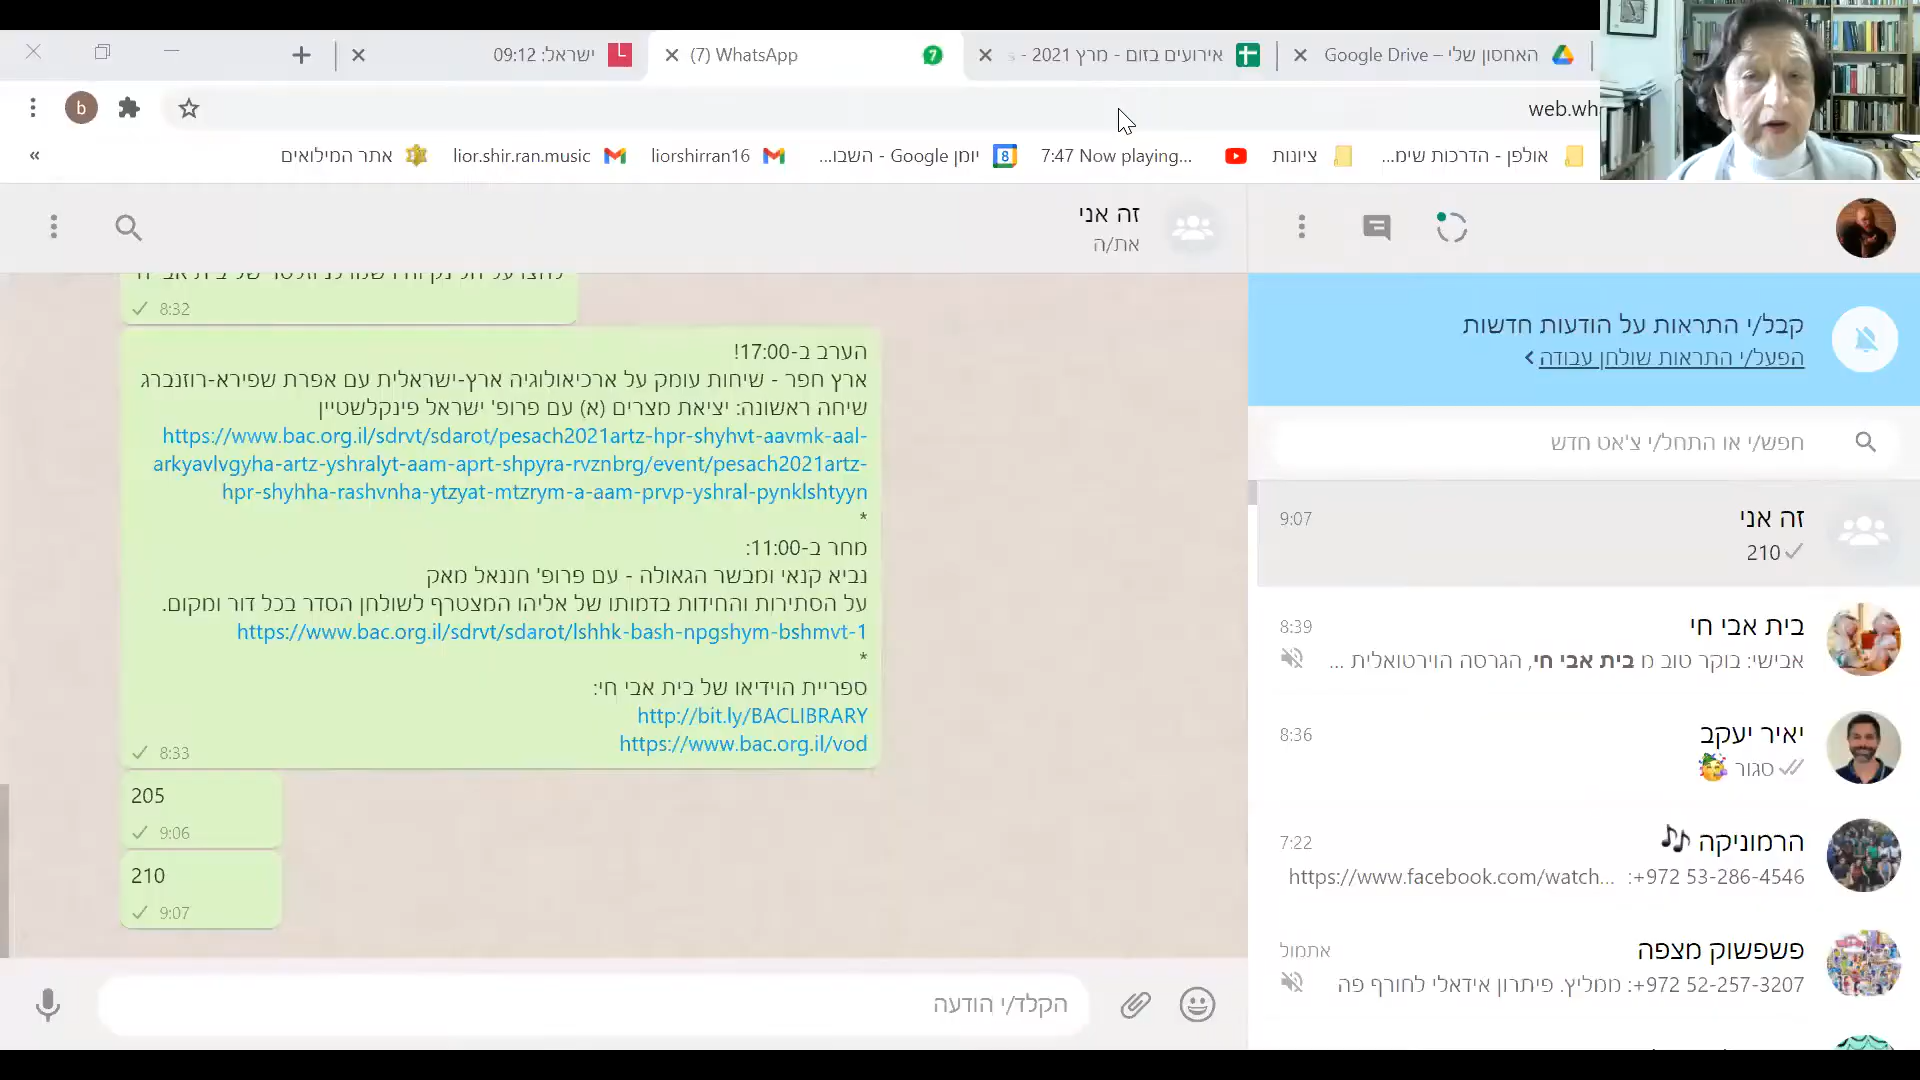 ישראל: 09:12
(7) WhatsApp
7
אירועים בזום - מרץ 2021 -
האחסון שלי – Google Drive
b
web.wh
«
אתר המילואים
lior.shir.ran.music
liorshirran16
יומן Google - השבו...
8
7:47 Now playing...
ציונות
אולפן - הדרכות שימ...
זה אני
את/ה
8:32
הערב ב-17:00!
ארץ חפר - שיחות עומק על ארכיאולוגיה ארץ-ישראלית עם אפרת שפירא-רוזנברג
שיחה ראשונה: יציאת מצרים (א) עם פרופ' ישראל פינקלשטיין
https://www.bac.org.il/sdrvt/sdarot/pesach2021artz-hpr-shyhvt-aavmk-aal-
arkyavlvgyha-artz-yshralyt-aam-aprt-shpyra-rvznbrg/event/pesach2021artz-
hpr-shyhha-rashvnha-ytzyat-mtzrym-a-aam-prvp-yshral-pynklshtyyn
*
מחר ב-11:00:
נביא קנאי ומבשר הגאולה - עם פרופ' חננאל מאק
על הסתירות והחידות בדמותו של אליהו המצטרף לשולחן הסדר בכל דור ומקום.
https://www.bac.org.il/sdrvt/sdarot/lshhk-bash-npgshym-bshmvt-1
*
ספריית הוידיאו של בית אבי חי:
http://bit.ly/BACLIBRARY
https://www.bac.org.il/vod
8:33
205
9:06
210
9:07
הקלד/י הודעה
קבל/י התראות על הודעות חדשות
הפעל/י התראות שולחן עבודה
חפש/י או התחל/י צ'אט חדש
זה אני
9:07
210
בית אבי חי
8:39
אבישי: בוקר טוב מ בית אבי חי, הגרסה הוירטואלית ...
יאיר יעקב
8:36
סגור
הרמוניקה
7:22
+972 53-286-4546: https://www.facebook.com/watch...
פשפשוק מצפה
אתמול
+972 52-257-3207: ממליץ. פיתרון אידאלי לחורף פה